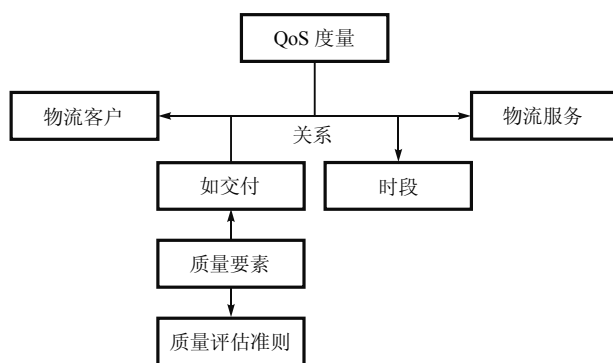 QoS 度量
物流客户
物流服务
关系
如交付
时段
质量要素
质量评估准则